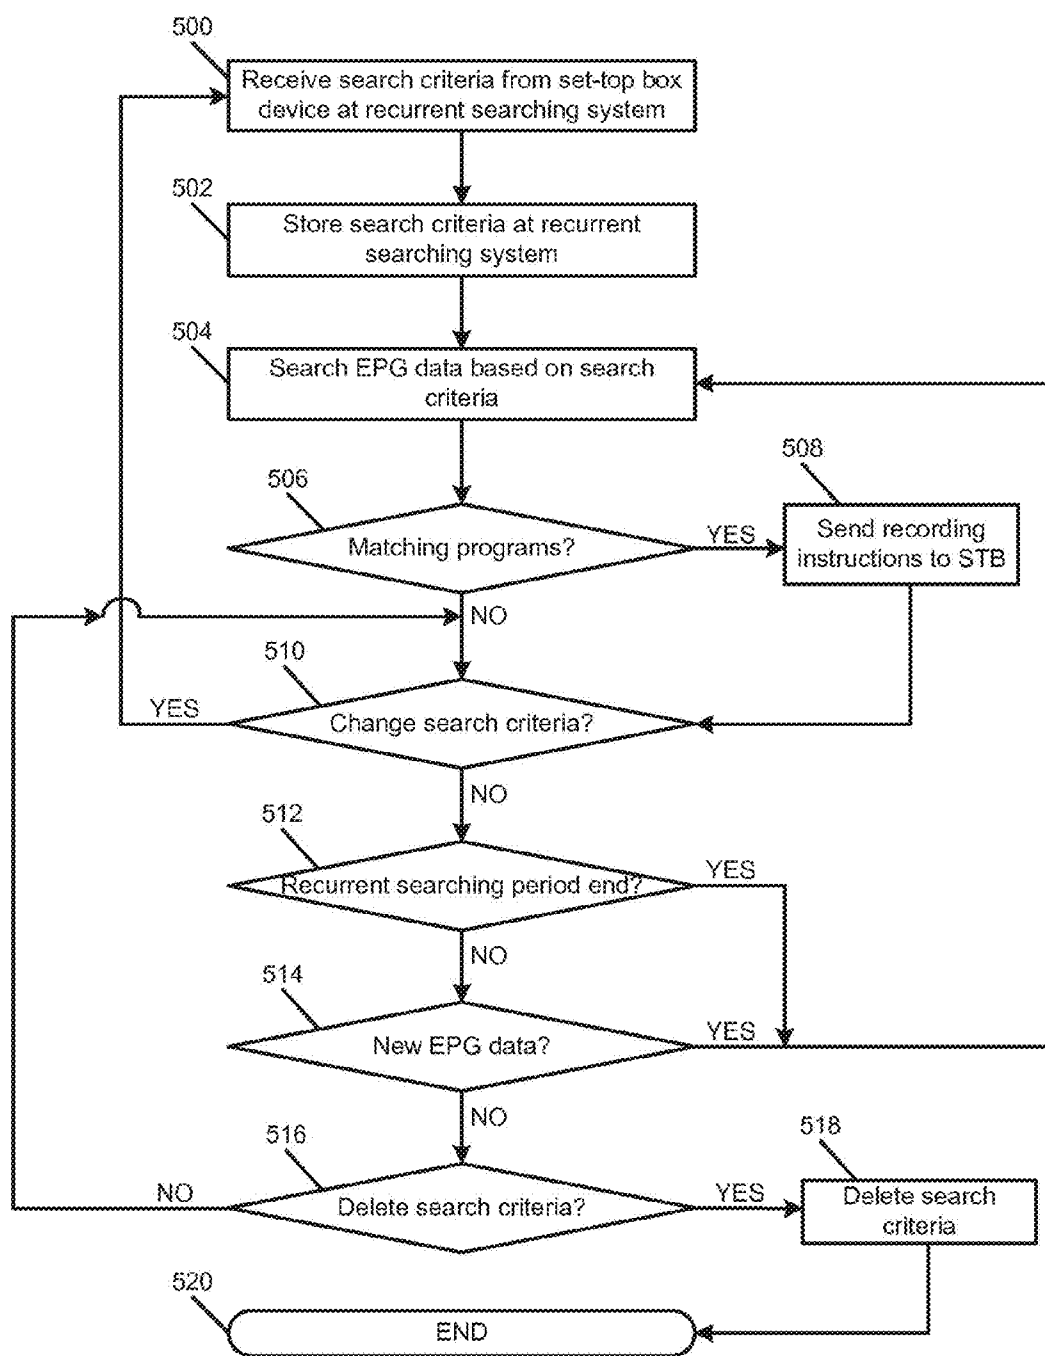 500
Receive search criteria from set-top box
device at recurrent searching system
502
Store search criteria at recurrent
searching system
504
Search EPG data based on search
criteria
506
Matching programs?
YES
508
Send recording
instructions to STB
NO
510
Change search criteria?
YES
NO
512
Recurrent searching period end?
YES
NO
514
New EPG data?
YES
NO
516
Delete search criteria?
NO
YES
518
Delete search
criteria
520
END